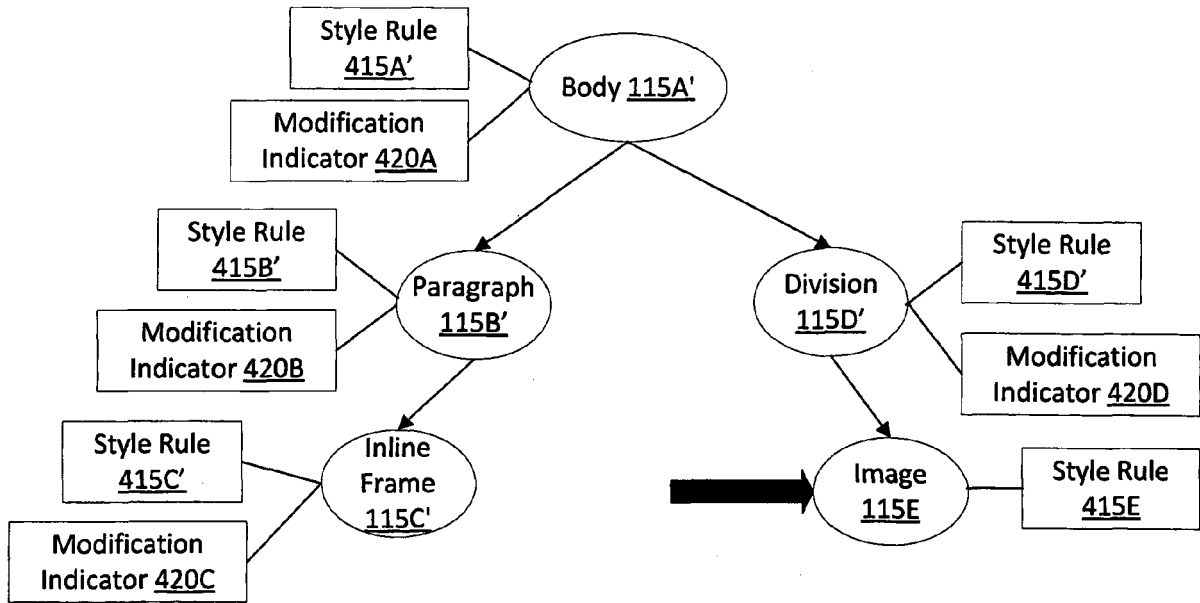 Style Rule
415A'
Body 115A'
Modification
Indicator 420A
Style Rule
415B'
Paragraph
115B'
Modification
Indicator 420B
Division
115D'
Style Rule
415D'
Modification
Indicator 420D
Style Rule
415C'
Inline
Frame
115C'
Modification
Indicator 420C
Image
115E
Style Rule
415E